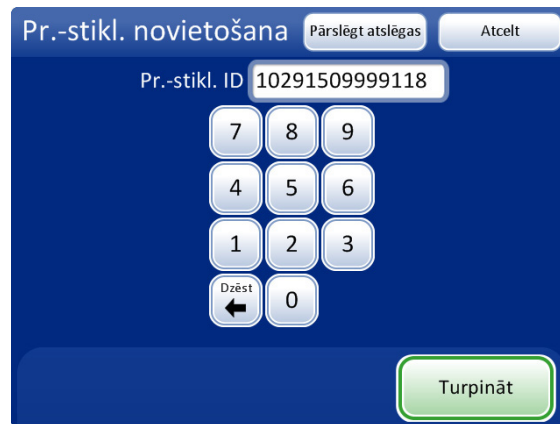 Pr.-stikl. novietošana Pārslēgt atslēgas Atcelt
Pr.-stikl. ID 10291509999118
7 8 9
4 5 6
1 2 3
Dzēst 0
Turpināt